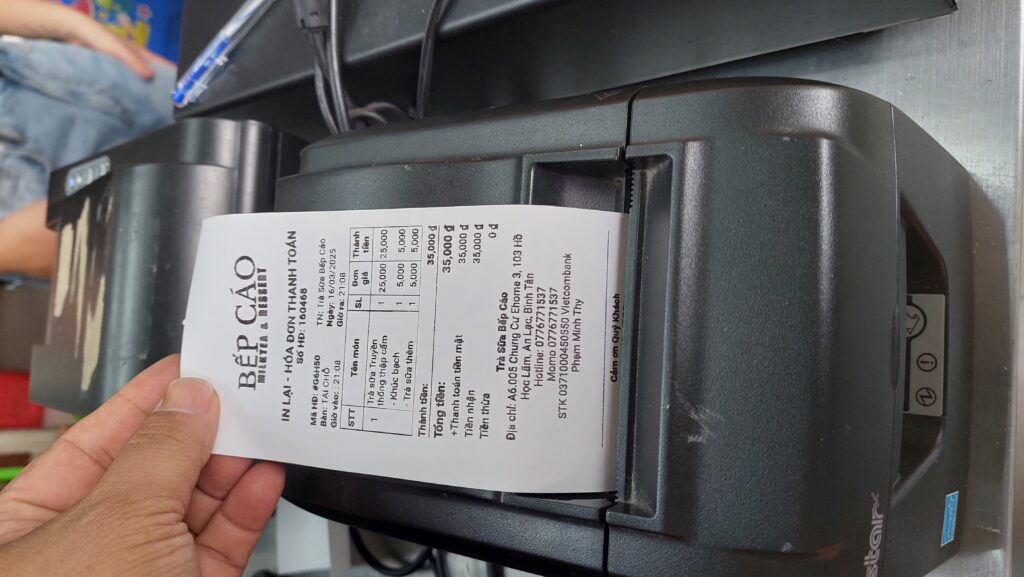 BẾP CÁO
MILKTEA & DESSERT
IN LẠI - HÓA ĐƠN THANH TOÁN
Số HĐ: 160468
Mã HĐ: #G6H50 TN: Trà Sữa Bếp Cáo
Bàn: TẠI CHỖ Ngày: 16/03/2025
Giờ vào: 21:08 Giờ ra: 21:08
STT Tên món SL Đơn giá Thành tiền
1 Trà sữa Truyền thống thập cẩm 1 25,000 25,000
- Khúc bạch 1 5,000 5,000
- Trà sữa thêm 1 5,000 5,000
Thành tiền: 35,000 ₫
Tổng tiền: 35,000 ₫
+ Thanh toán tiền mặt 35,000 ₫
Tiền nhận 35,000 ₫
Tiền thừa 0 ₫
Trà Sữa Bếp Cáo
Địa chỉ: A6.005 Chung Cư Ehome 3, 103 Hồ
Học Lãm, An Lạc, Bình Tân
Hotline: 0776771537
Momo 0776771537
STK 0371000450550 Vietcombank
Phạm Minh Thy
Cảm ơn Quý Khách